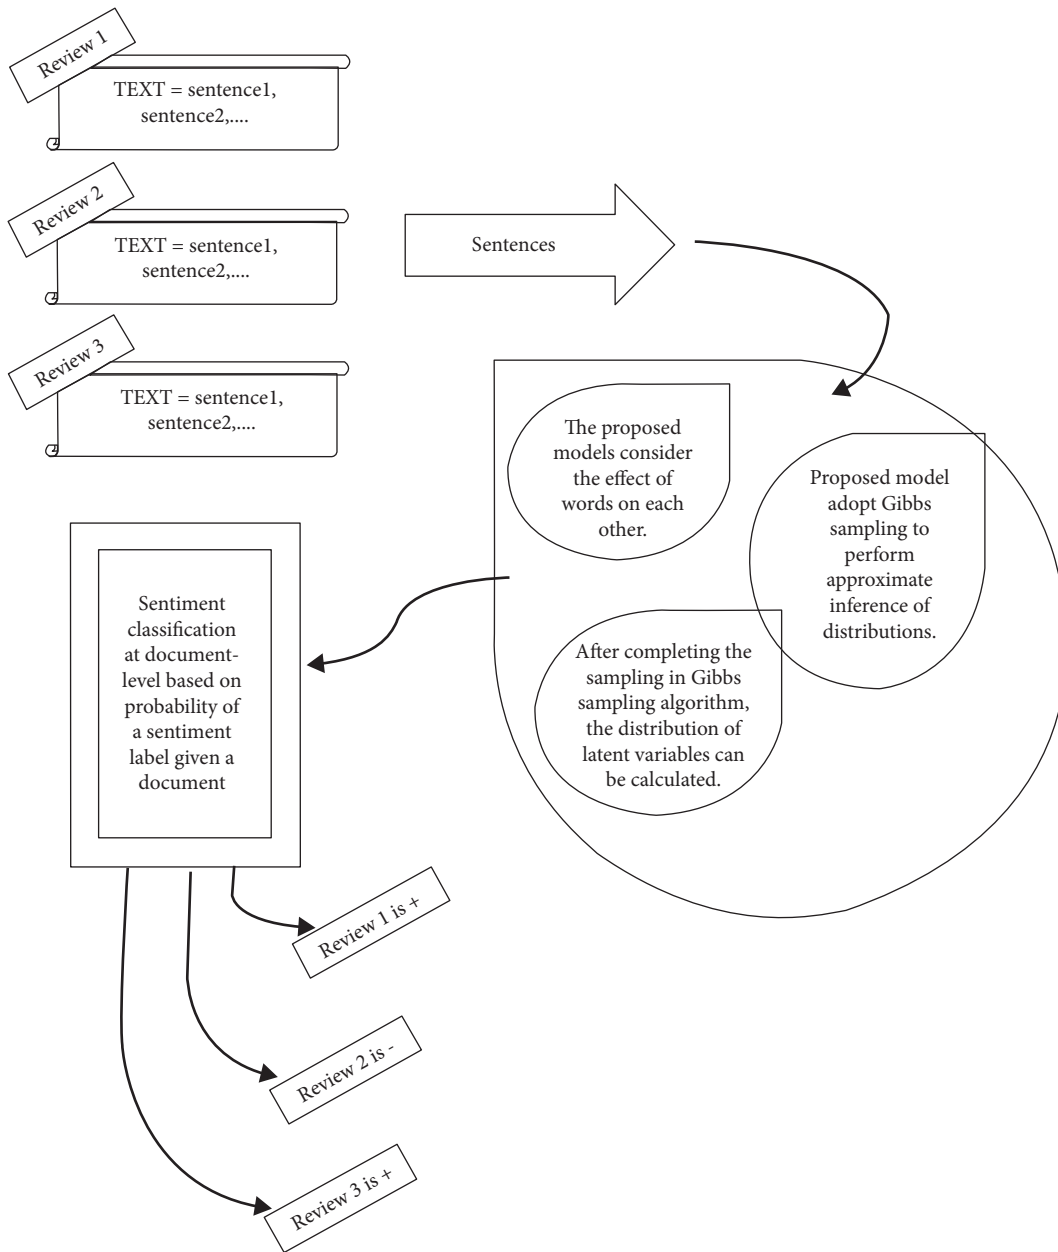 Review 1
TEXT = sentence1,
sentence2,....
Review 2
TEXT = sentence1,
sentence2,....
Review 3
TEXT = sentence1,
sentence2,....
Sentences
The proposed
models consider
the effect of
words on each
other.
Proposed model
adopt Gibbs
sampling to
perform
approximate
inference of
distributions.
After completing the
sampling in Gibbs
sampling algorithm,
the distribution of
latent variables can
be calculated.
Sentiment
classification
at document-
level based on
probability of
a sentiment
label given a
document
Review 1 is +
Review 2 is -
Review 3 is +